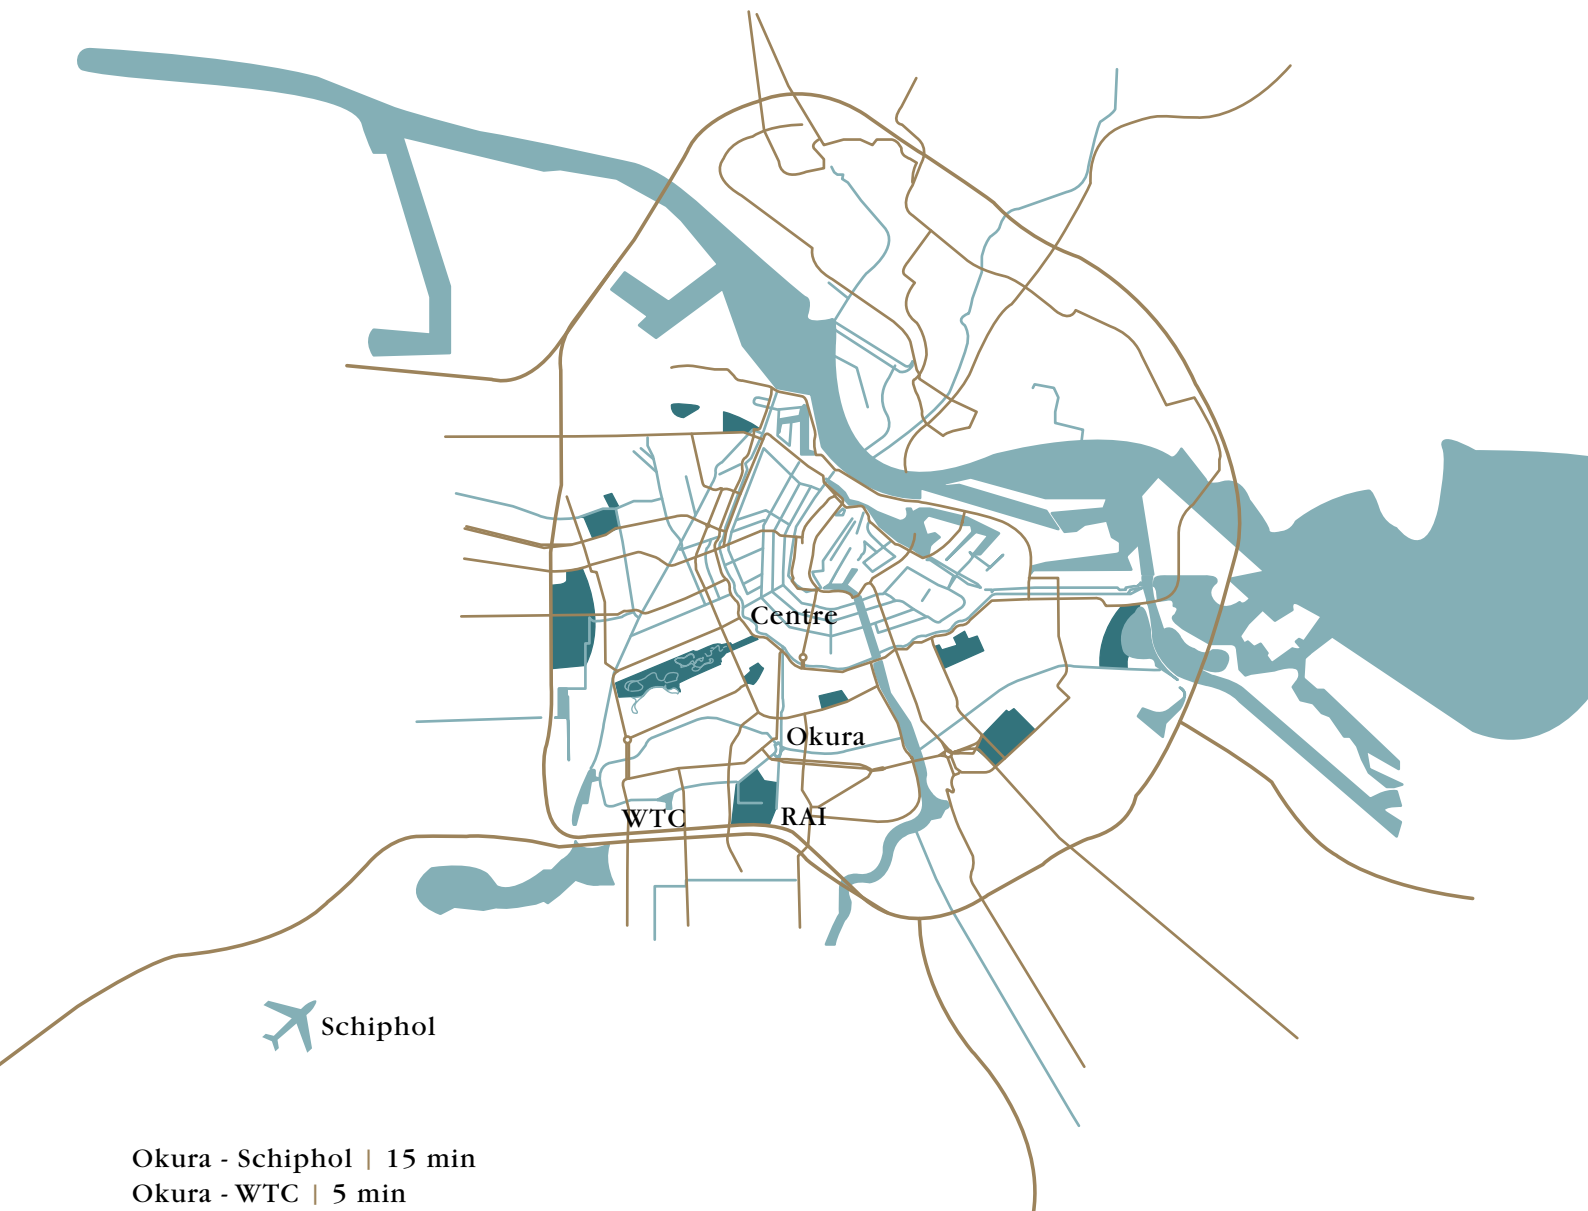 Centre
Okura
WTC
RAI
Schiphol
Okura - Schiphol | 15 min
Okura - WTC | 5 min